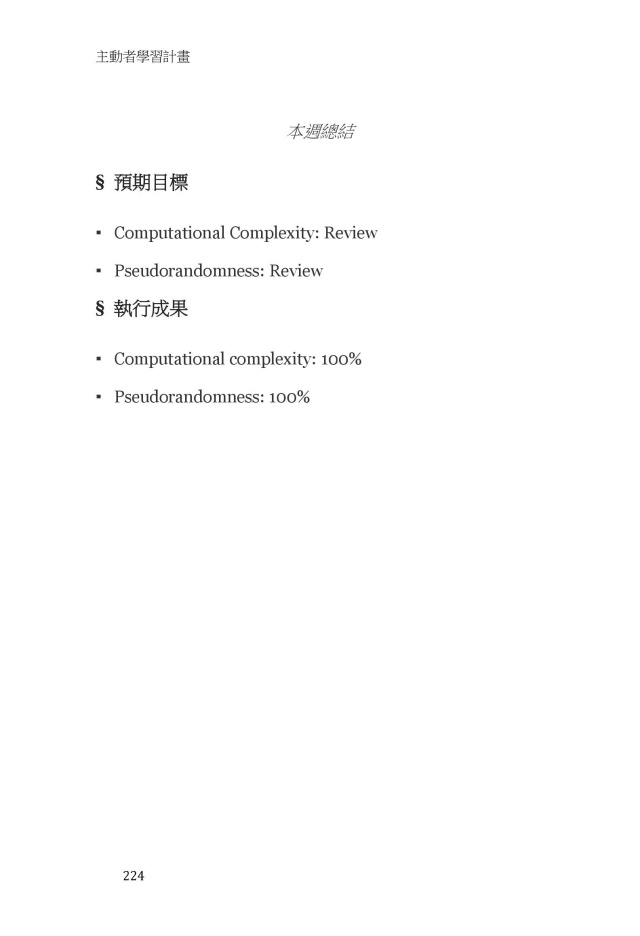 主動者學習計畫
本週總結
§ 預期目標
▪ Computational Complexity: Review
▪ Pseudorandomness: Review
§ 執行成果
▪ Computational complexity: 100%
▪ Pseudorandomness: 100%
224